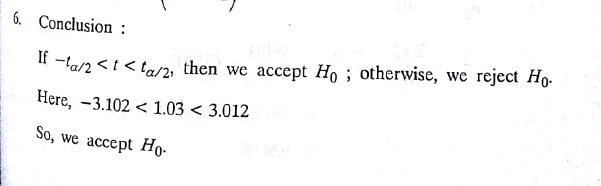 6. Conclusion :
If −tα/2 < t < tα/2, then we accept H0 ; otherwise, we reject H0.
Here, −3.102 < 1.03 < 3.012
So, we accept H0.